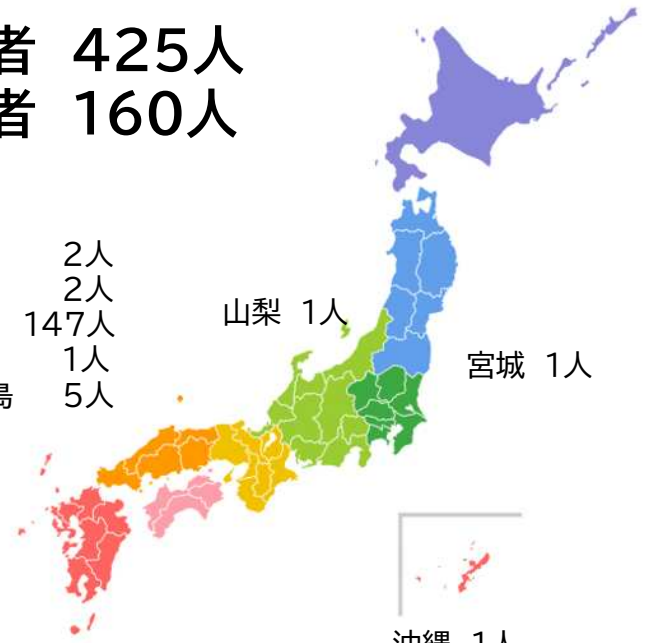 者 425人
者 160人
2人
2人
147人
1人
島 5人
山梨 1人
宮城 1人
沖縄 1人